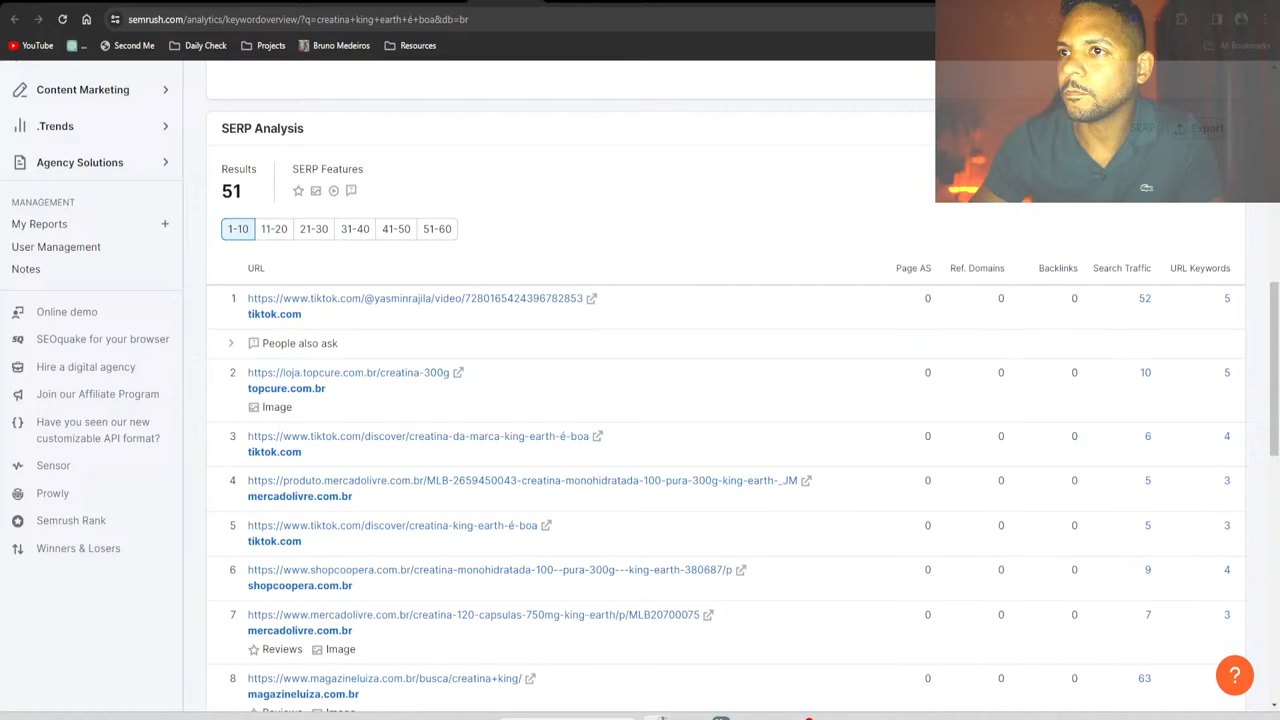 semrush.com/analytics/keywordoverview/?q=creatina+king+earth+é+boa&db=br
YouTube
Second Me
Daily Check
Projects
Bruno Medeiros
Resources
All Bookmarks
Content Marketing
.Trends
Agency Solutions
MANAGEMENT
My Reports +
User Management
Notes
Online demo
SEOquake for your browser
Hire a digital agency
Join our Affiliate Program
Have you seen our new
customizable API format?
Sensor
Prowly
Semrush Rank
Winners & Losers
SERP Analysis
SERP Export
Results SERP Features
51
1-10 11-20 21-30 31-40 41-50 51-60
URL Page AS Ref. Domains Backlinks Search Traffic URL Keywords
1 https://www.tiktok.com/@yasminrajila/video/7280165424396782853 0 0 0 52 5
tiktok.com
People also ask
2 https://loja.topcure.com.br/creatina-300g 0 0 0 10 5
topcure.com.br
Image
3 https://www.tiktok.com/discover/creatina-da-marca-king-earth-é-boa 0 0 0 6 4
tiktok.com
4 https://produto.mercadolivre.com.br/MLB-2659450043-creatina-monohidratada-100-pura-300g-king-earth-_JM 0 0 0 5 3
mercadolivre.com.br
5 https://www.tiktok.com/discover/creatina-king-earth-é-boa 0 0 0 5 3
tiktok.com
6 https://www.shopcoopera.com.br/creatina-monohidratada-100--pura-300g---king-earth-380687/p 0 0 0 9 4
shopcoopera.com.br
7 https://www.mercadolivre.com.br/creatina-120-capsulas-750mg-king-earth/p/MLB20700075 0 0 0 7 3
mercadolivre.com.br
Reviews Image
8 https://www.magazineluiza.com.br/busca/creatina+king/ 0 0 0 63
magazineluiza.com.br
?